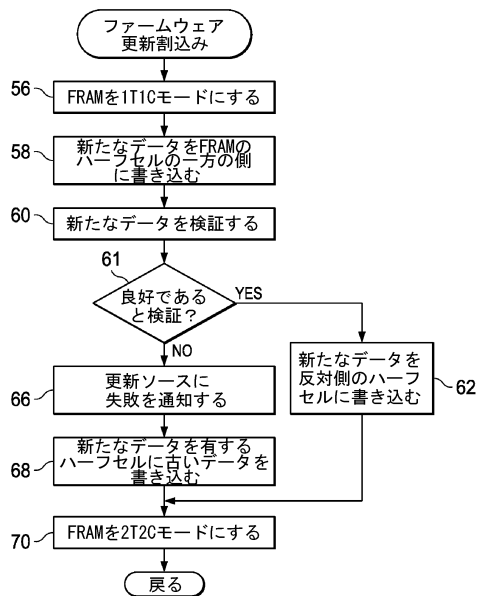 ファームウェア
更新割込み
56
FRAMを1T1Cモードにする
58
新たなデータをFRAMの
ハーフセルの一方の側
に書き込む
60
新たなデータを検証する
61
良好である
と検証？
YES
NO
新たなデータを
反対側のハーフ
セルに書き込む
62
66
更新ソースに
失敗を通知する
68
新たなデータを有する
ハーフセルに古いデータを
書き込む
70
FRAMを2T2Cモードにする
戻る